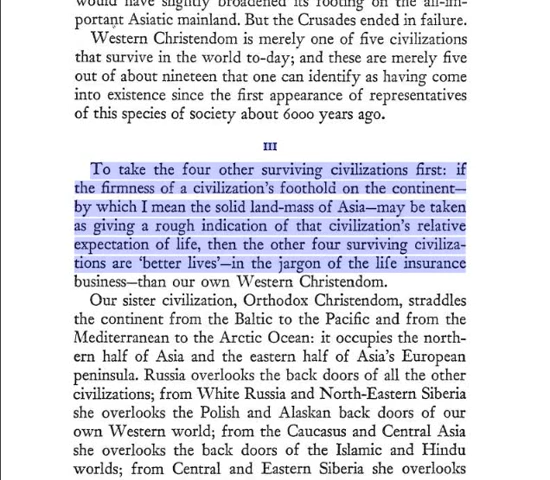 would have slightly broadened its footing on the all-im-
portant Asiatic mainland. But the Crusades ended in failure.
Western Christendom is merely one of five civilizations
that survive in the world to-day; and these are merely five
out of about nineteen that one can identify as having come
into existence since the first appearance of representatives
of this species of society about 6000 years ago.
III
To take the four other surviving civilizations first: if
the firmness of a civilization's foothold on the continent—
by which I mean the solid land-mass of Asia—may be taken
as giving a rough indication of that civilization's relative
expectation of life, then the other four surviving civiliza-
tions are 'better lives'—in the jargon of the life insurance
business—than our own Western Christendom.
Our sister civilization, Orthodox Christendom, straddles
the continent from the Baltic to the Pacific and from the
Mediterranean to the Arctic Ocean: it occupies the north-
ern half of Asia and the eastern half of Asia's European
peninsula. Russia overlooks the back doors of all the other
civilizations; from White Russia and North-Eastern Siberia
she overlooks the Polish and Alaskan back doors of our
own Western world; from the Caucasus and Central Asia
she overlooks the back doors of the Islamic and Hindu
worlds; from Central and Eastern Siberia she overlooks